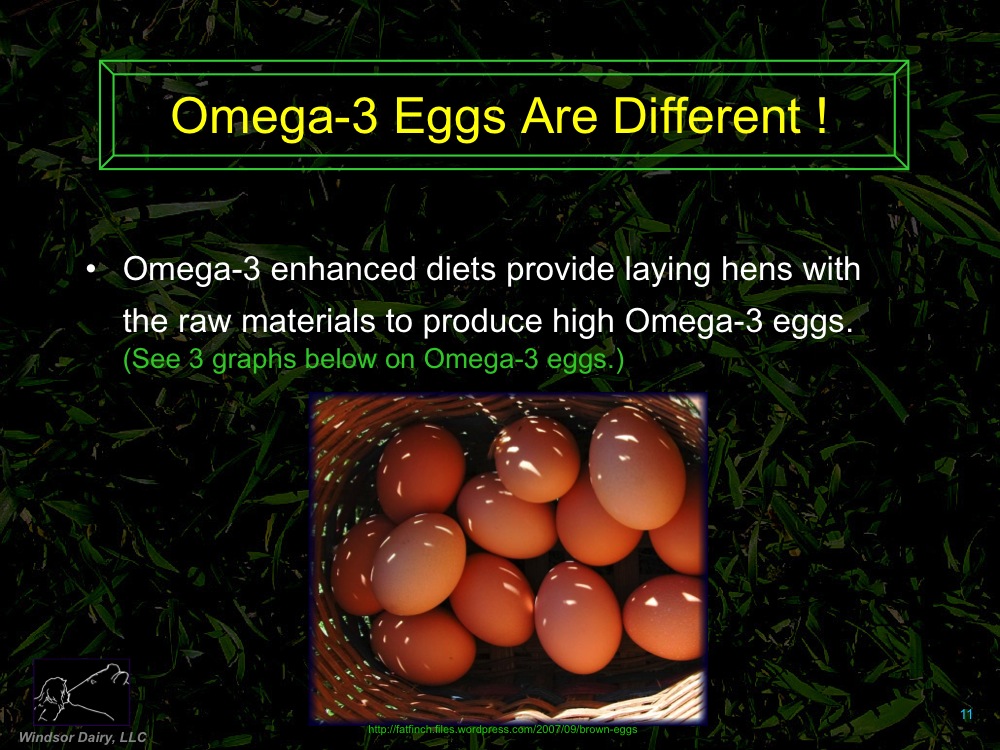 Omega-3 Eggs Are Different !
• Omega-3 enhanced diets provide laying hens with
the raw materials to produce high Omega-3 eggs.
(See 3 graphs below on Omega-3 eggs.)
http://fatfinch.files.wordpress.com/2007/09/brown-eggs
11
Windsor Dairy, LLC